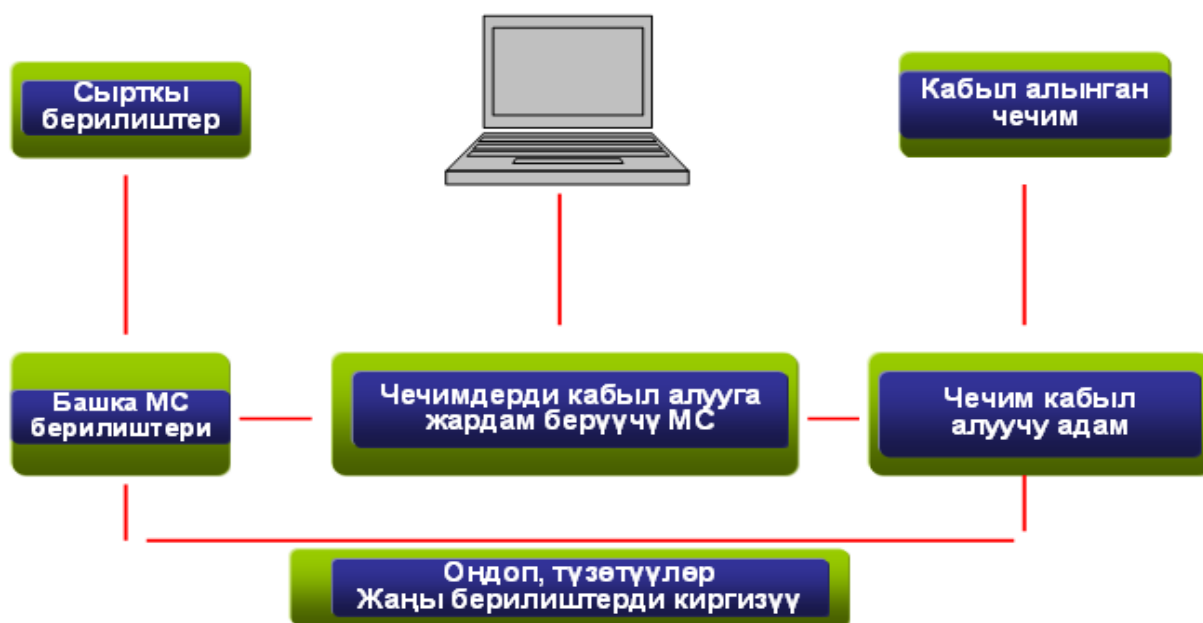 Сырткы
берилиштер
Кабыл алынган
чечим
Башка МС
берилиштери
Чечимдерди кабыл алууга
жардам берүүчү МС
Чечим кабыл
алуучу адам
Оңдоп, түзөтүүлөр
Жаңы берилиштерди киргизүү